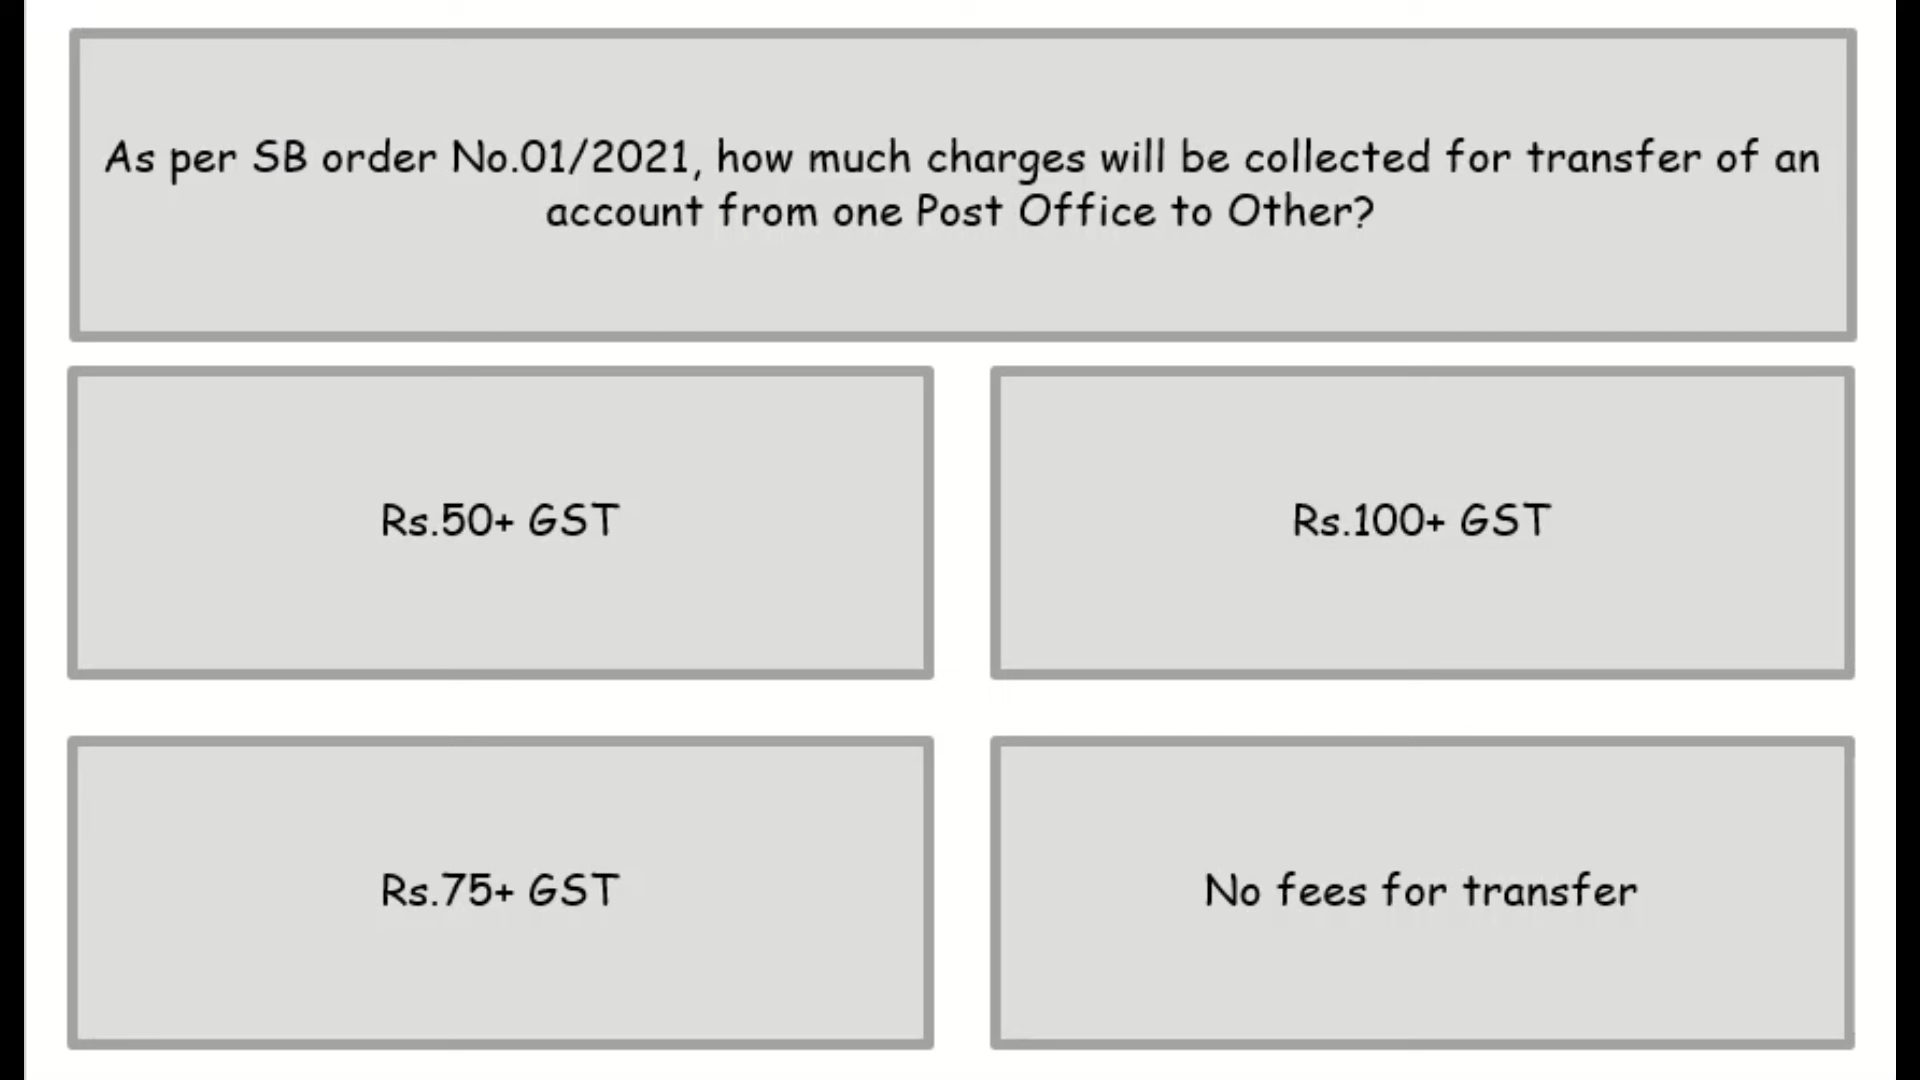 As per SB order No.01/2021, how much charges will be collected for transfer of an
account from one Post Office to Other?
Rs.50+ GST
Rs.100+ GST
Rs.75+ GST
No fees for transfer